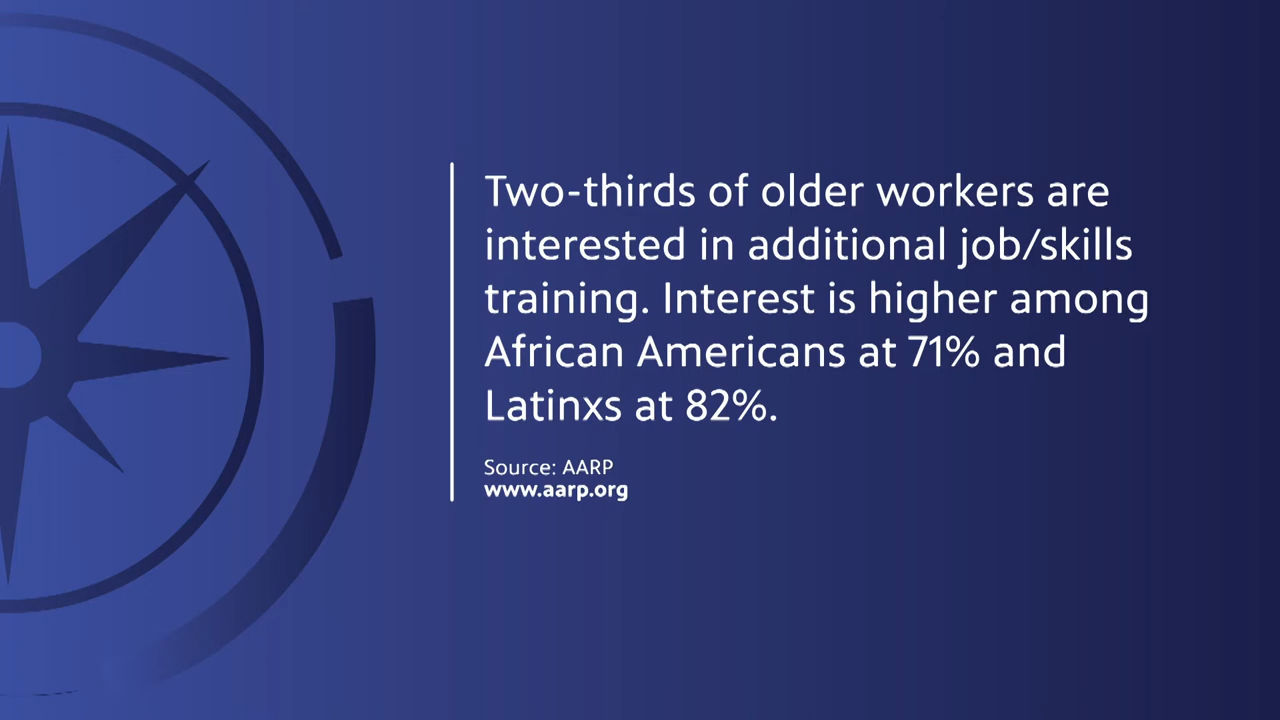 Two-thirds of older workers are
interested in additional job/skills
training. Interest is higher among
African Americans at 71% and
Latinxs at 82%.
Source: AARP
www.aarp.org